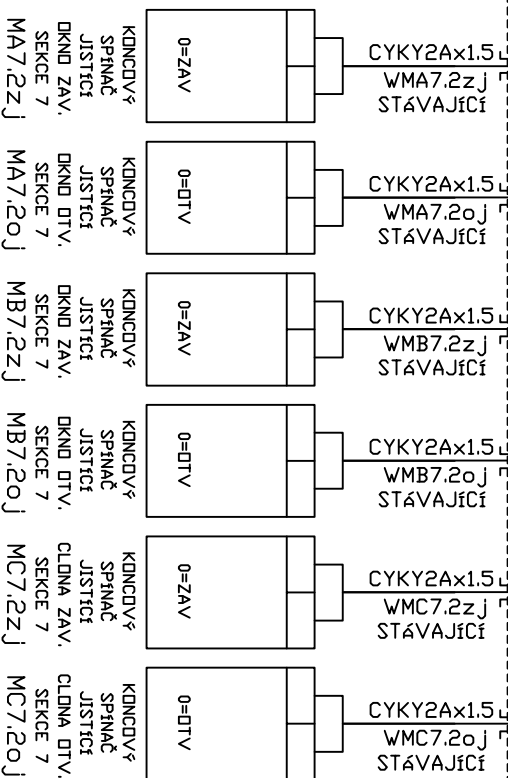 CYKY2Ax1.5
WMA7.2zj
STáVAJíCí
0=ZAV
KONCOVÝ
SPíNAČ
JISTíCí
OKNO ZAV.
SEKCE 7
MA7.2zj
CYKY2Ax1.5
WMA7.2oj
STáVAJíCí
0=OTV
KONCOVÝ
SPíNAČ
JISTíCí
OKNO OTV.
SEKCE 7
MA7.2oj
CYKY2Ax1.5
WMB7.2zj
STáVAJíCí
0=ZAV
KONCOVÝ
SPíNAČ
JISTíCí
OKNO ZAV.
SEKCE 7
MB7.2zj
CYKY2Ax1.5
WMB7.2oj
STáVAJíCí
0=OTV
KONCOVÝ
SPíNAČ
JISTíCí
OKNO OTV.
SEKCE 7
MB7.2oj
CYKY2Ax1.5
WMC7.2zj
STáVAJíCí
0=ZAV
KONCOVÝ
SPíNAČ
JISTíCí
CLONA ZAV.
SEKCE 7
MC7.2zj
CYKY2Ax1.5
WMC7.2oj
STáVAJíCí
0=OTV
KONCOVÝ
SPíNAČ
JISTíCí
CLONA OTV.
SEKCE 7
MC7.2oj